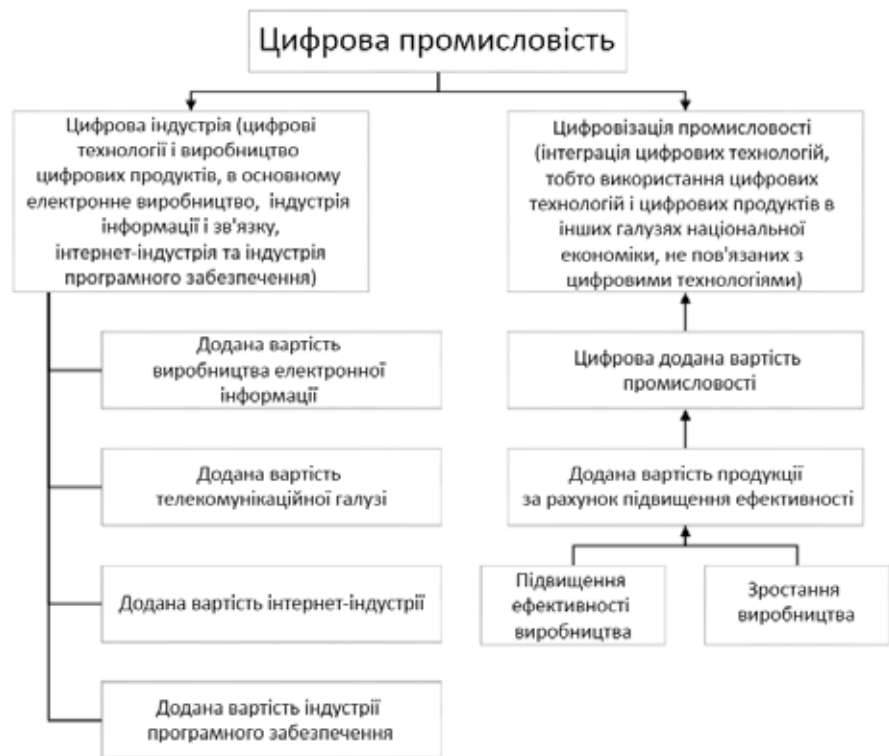 Цифрова промисловість
Цифрова індустрія (цифрові
технології і виробництво
цифрових продуктів, в основному
електронне виробництво, індустрія
інформації і зв'язку,
інтернет-індустрія та індустрія
програмного забезпечення)
Додана вартість
виробництва електронної
інформації
Додана вартість
телекомунікаційної галузі
Додана вартість інтернет-індустрії
Додана вартість індустрії
програмного забезпечення
Цифровізація промисловості
(інтеграція цифрових технологій,
тобто використання цифрових
технологій і цифрових продуктів в
інших галузях національної
економіки, не пов'язаних з
цифровими технологіями)
Цифрова додана вартість
промисловості
Додана вартість продукції
за рахунок підвищення ефективності
Підвищення
ефективності
виробництва
Зростання
виробництва